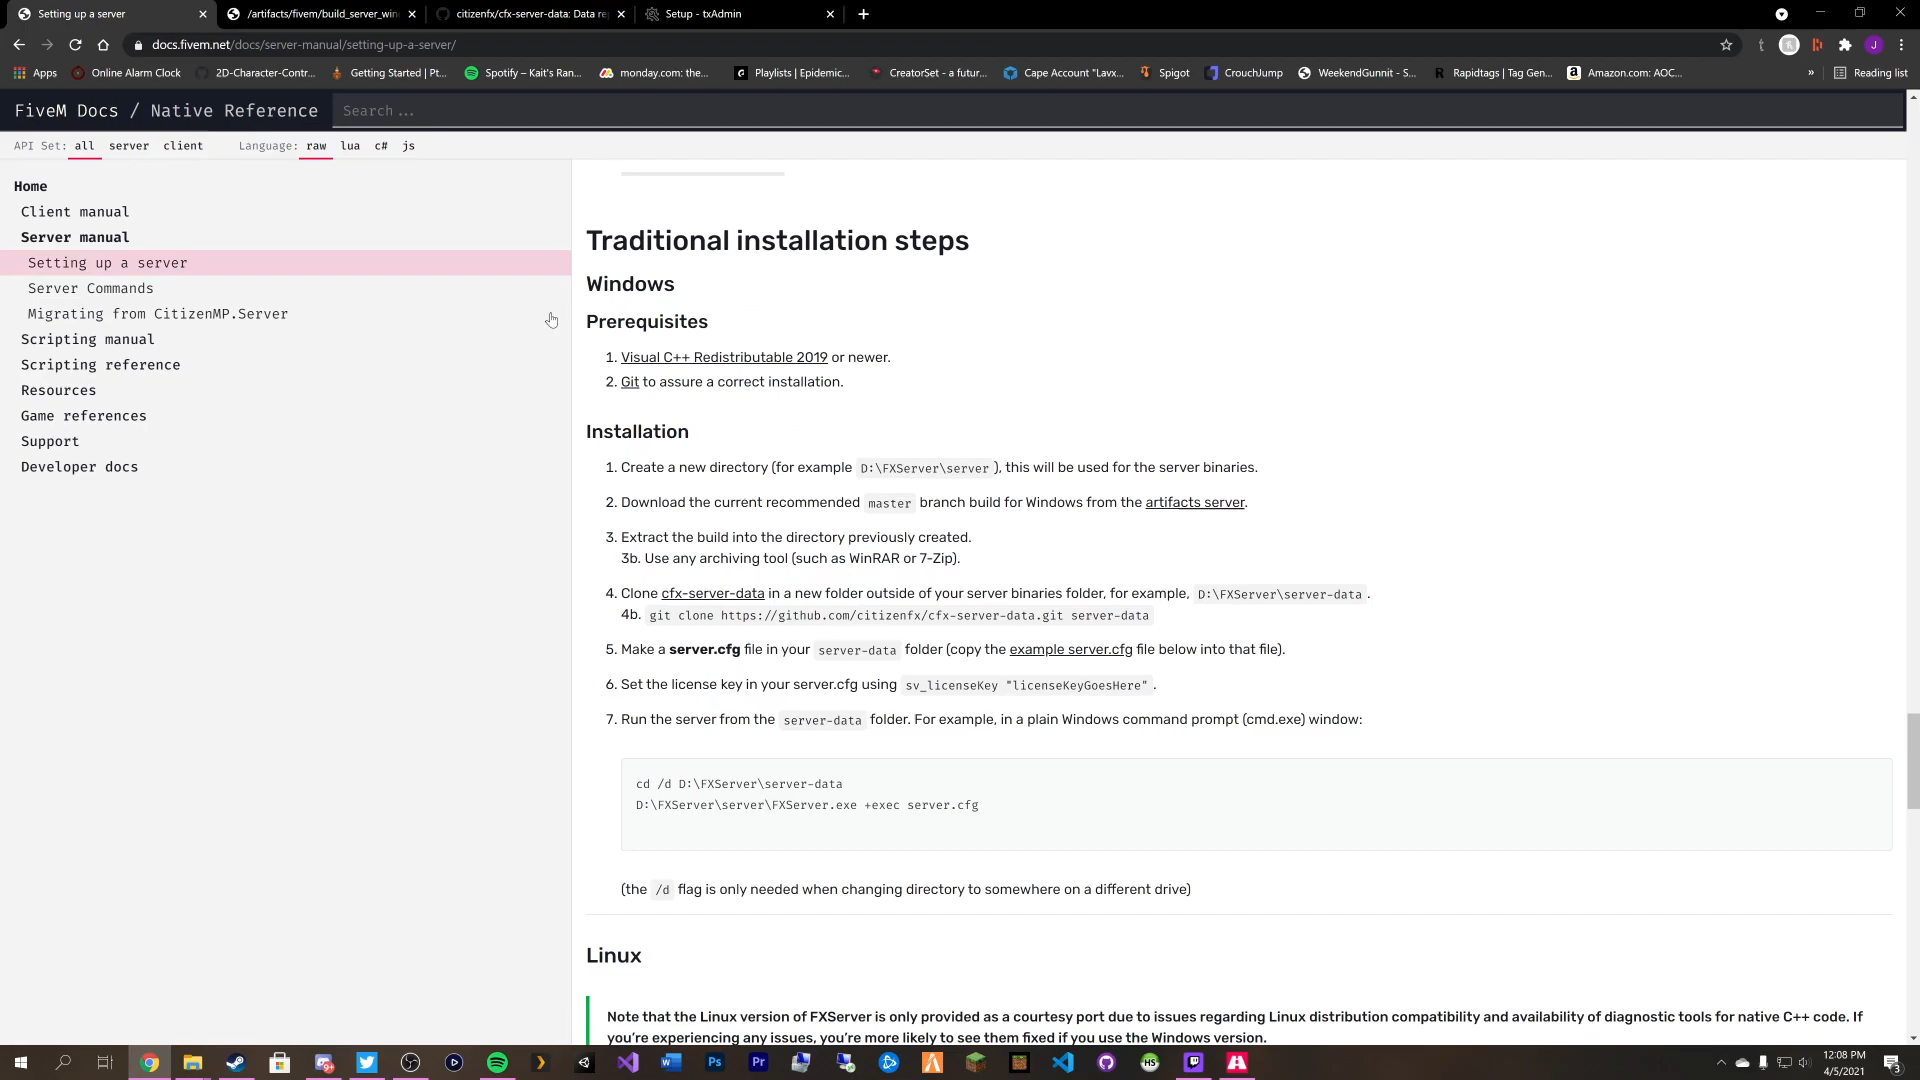 Setting up a server
/artifacts/fivem/build_server_win
citizenfx/cfx-server-data: Data re
Setup - txAdmin
docs.fivem.net/docs/server-manual/setting-up-a-server/
Apps
Online Alarm Clock
2D-Character-Contr...
Getting Started | Pt...
Spotify – Kait's Ran...
monday.com: the...
Playlists | Epidemic...
CreatorSet - a futur...
Cape Account "Lavx...
Spigot
CrouchJump
WeekendGunnit - S...
Rapidtags | Tag Gen...
Amazon.com: AOC...
»
Reading list
FiveM Docs / Native Reference
Search ...
API Set: all server client Language: raw lua c# js
Home
Client manual
Server manual
Setting up a server
Server Commands
Migrating from CitizenMP.Server
Scripting manual
Scripting reference
Resources
Game references
Support
Developer docs
Traditional installation steps
Windows
Prerequisites
1. Visual C++ Redistributable 2019 or newer.
2. Git to assure a correct installation.
Installation
1. Create a new directory (for example D:\FXServer\server), this will be used for the server binaries.
2. Download the current recommended master branch build for Windows from the artifacts server.
3. Extract the build into the directory previously created.
3b. Use any archiving tool (such as WinRAR or 7-Zip).
4. Clone cfx-server-data in a new folder outside of your server binaries folder, for example, D:\FXServer\server-data.
4b. git clone https://github.com/citizenfx/cfx-server-data.git server-data
5. Make a server.cfg file in your server-data folder (copy the example server.cfg file below into that file).
6. Set the license key in your server.cfg using sv_licenseKey "licenseKeyGoesHere".
7. Run the server from the server-data folder. For example, in a plain Windows command prompt (cmd.exe) window:
cd /d D:\FXServer\server-data
D:\FXServer\server\FXServer.exe +exec server.cfg
(the /d flag is only needed when changing directory to somewhere on a different drive)
Linux
Note that the Linux version of FXServer is only provided as a courtesy port due to issues regarding Linux distribution compatibility and availability of diagnostic tools for native C++ code. If
you're experiencing any issues, you're more likely to see them fixed if you use the Windows version.
Ps
Pr
HS
12:08 PM
4/5/2021
3